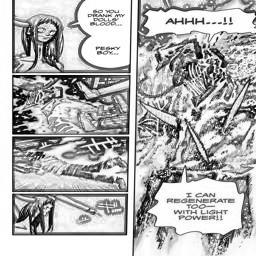 SO YOU
DRANK MY
DOLLS'
BLOOD...
PESKY
BOY...
AHHH---!!
I CAN
REGENERATE
TOO—
WITH LIGHT
POWER!!